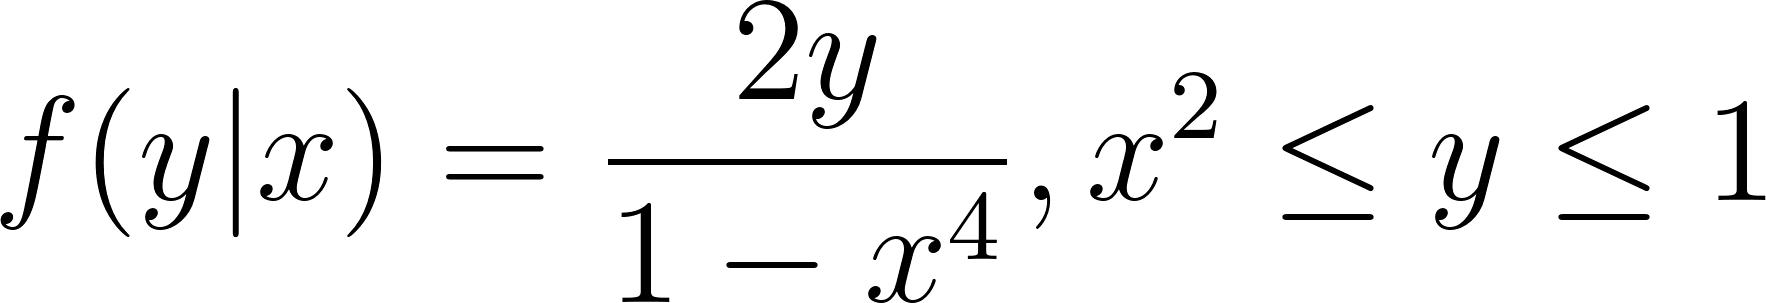 f(y|x) = \frac{2y}{1 - x^4}, x^2 \leq y \leq 1